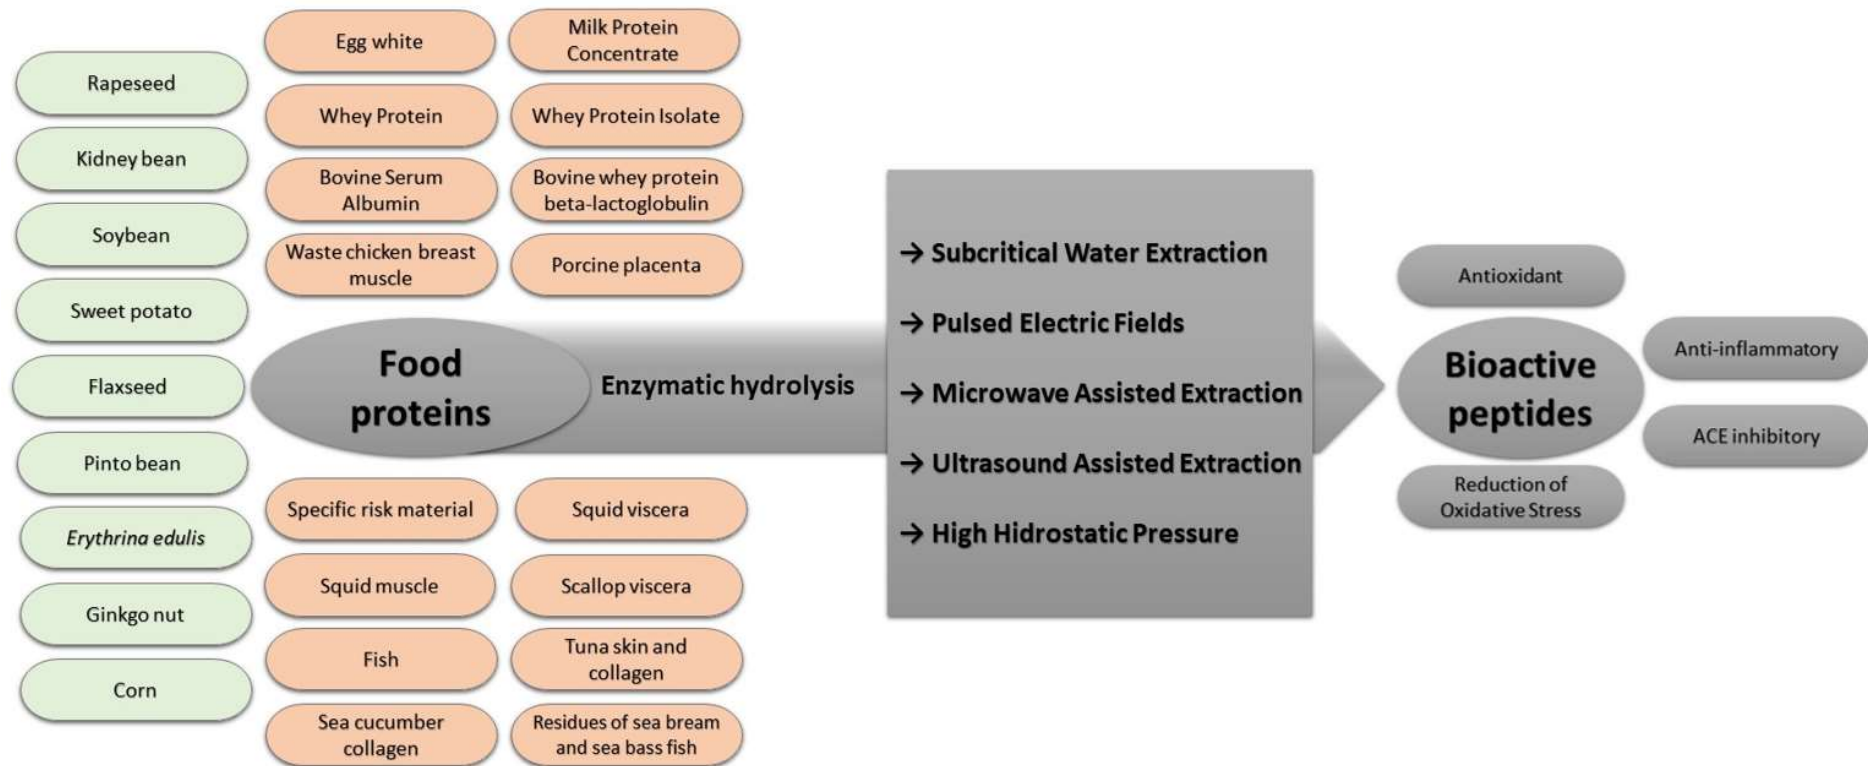 Rapeseed
Kidney bean
Soybean
Sweet potato
Flaxseed
Pinto bean
Erythrina edulis
Ginkgo nut
Corn
Egg white
Milk Protein
Concentrate
Whey Protein
Whey Protein Isolate
Bovine Serum
Albumin
Bovine whey protein
beta-lactoglobulin
Waste chicken breast
muscle
Porcine placenta
Food
proteins
Enzymatic hydrolysis
Specific risk material
Squid viscera
Squid muscle
Scallop viscera
Fish
Tuna skin and
collagen
Sea cucumber
collagen
Residues of sea bream
and sea bass fish
→ Subcritical Water Extraction
→ Pulsed Electric Fields
→ Microwave Assisted Extraction
→ Ultrasound Assisted Extraction
→ High Hidrostatic Pressure
Antioxidant
Bioactive
peptides
Anti-inflammatory
ACE inhibitory
Reduction of
Oxidative Stress